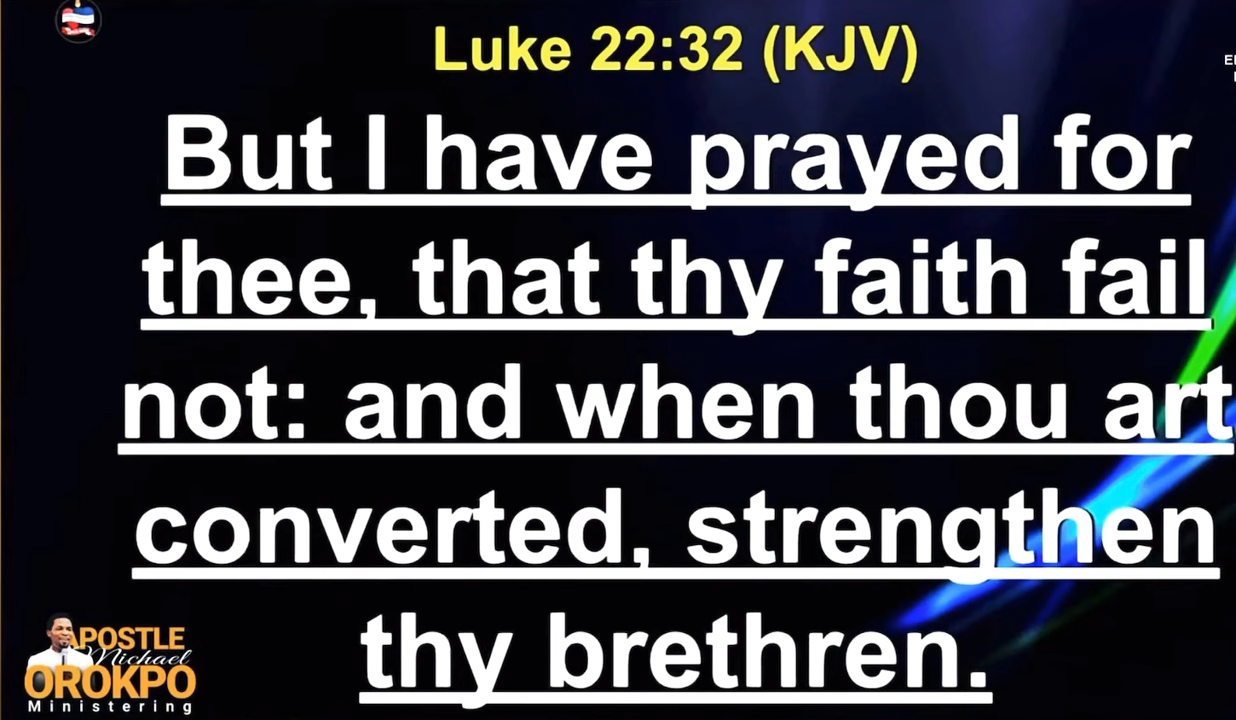 Luke 22:32 (KJV)
But I have prayed for
thee, that thy faith fail
not: and when thou art
converted, strengthen
thy brethren.
APOSTLE
Michael
OROKPO
Ministering